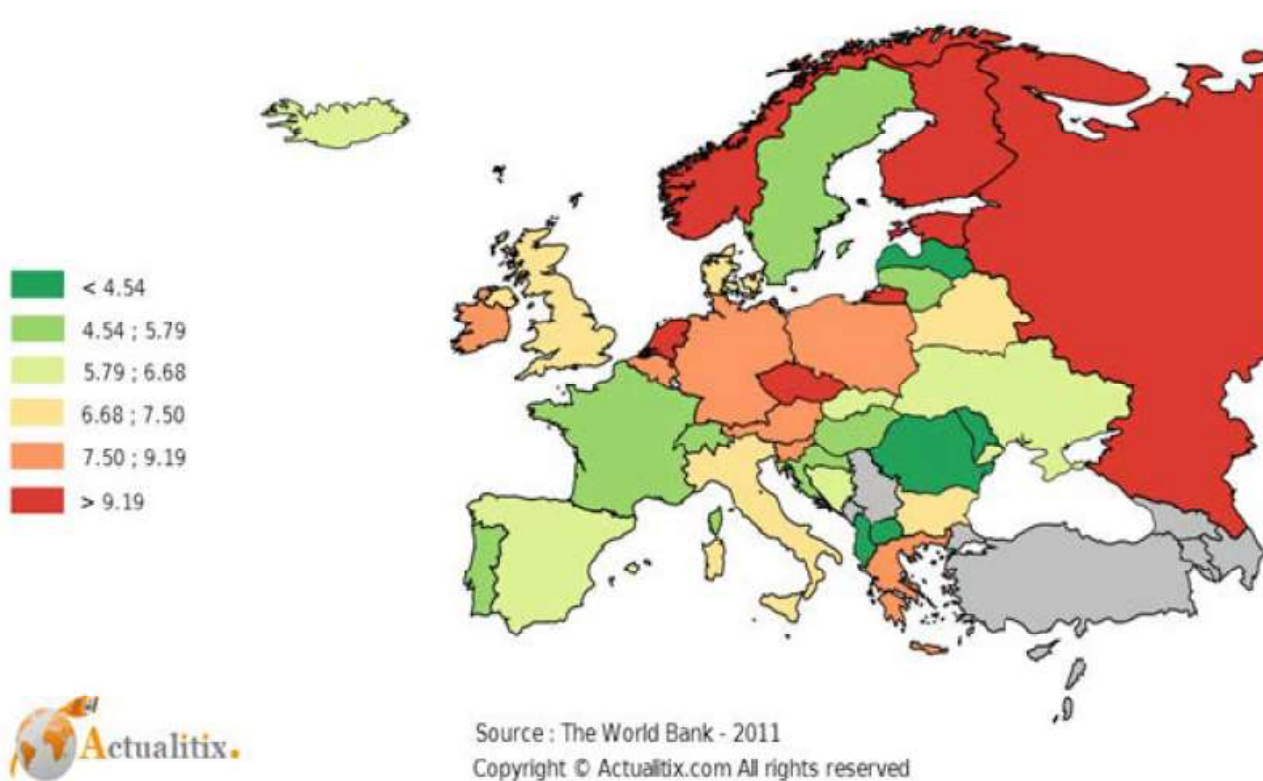 < 4.54
4.54 ; 5.79
5.79 ; 6.68
6.68 ; 7.50
7.50 ; 9.19
> 9.19
Actualitix.
Source : The World Bank - 2011
Copyright © Actualitix.com All rights reserved